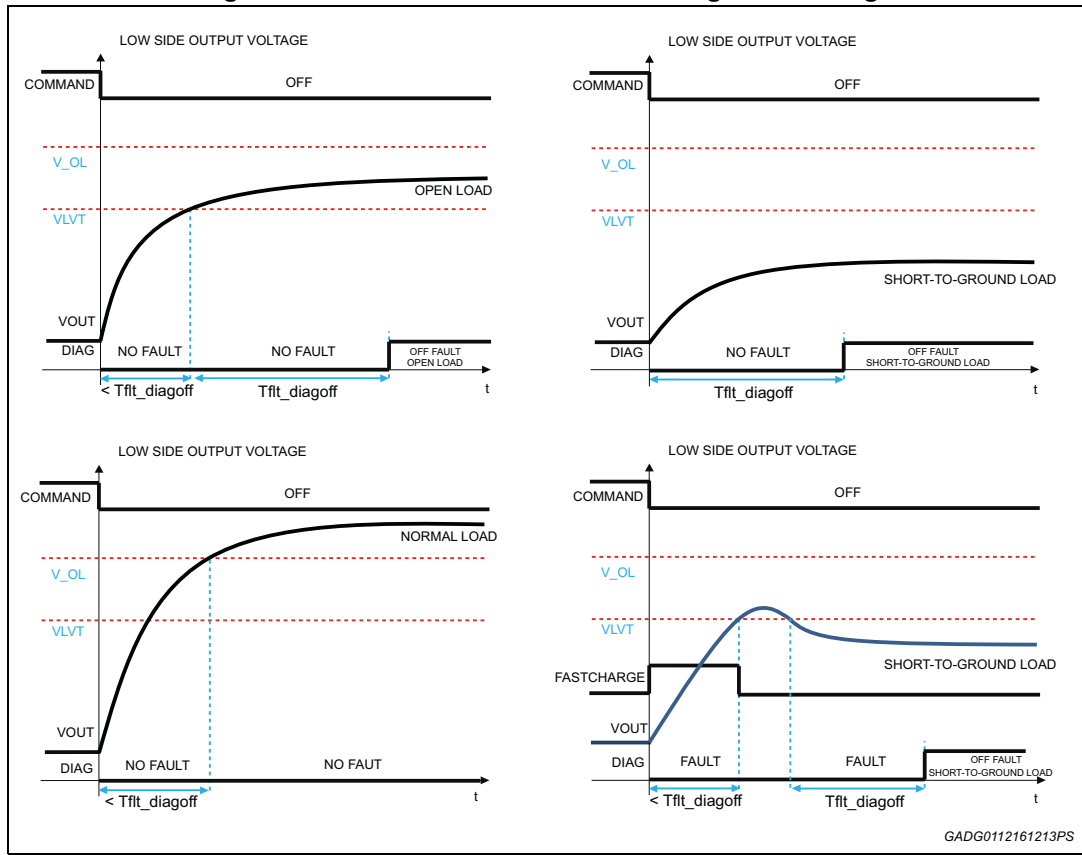 LOW SIDE OUTPUT VOLTAGE
COMMAND
OFF
V_OL
OPEN LOAD
VLVT
VOUT
DIAG
NO FAULT
NO FAULT
OFF FAULT
OPEN LOAD
< Tflt_diagoff
Tflt_diagoff
t
LOW SIDE OUTPUT VOLTAGE
COMMAND
OFF
V_OL
VLVT
SHORT-TO-GROUND LOAD
VOUT
DIAG
NO FAULT
OFF FAULT
SHORT-TO-GROUND LOAD
Tflt_diagoff
t
LOW SIDE OUTPUT VOLTAGE
COMMAND
OFF
NORMAL LOAD
V_OL
VLVT
VOUT
DIAG
NO FAULT
NO FAUT
< Tflt_diagoff
t
LOW SIDE OUTPUT VOLTAGE
COMMAND
OFF
V_OL
VLVT
SHORT-TO-GROUND LOAD
FASTCHARGE
VOUT
DIAG
FAULT
FAULT
OFF FAULT
SHORT-TO-GROUND LOAD
< Tflt_diagoff
Tflt_diagoff
t
GADG0112161213PS